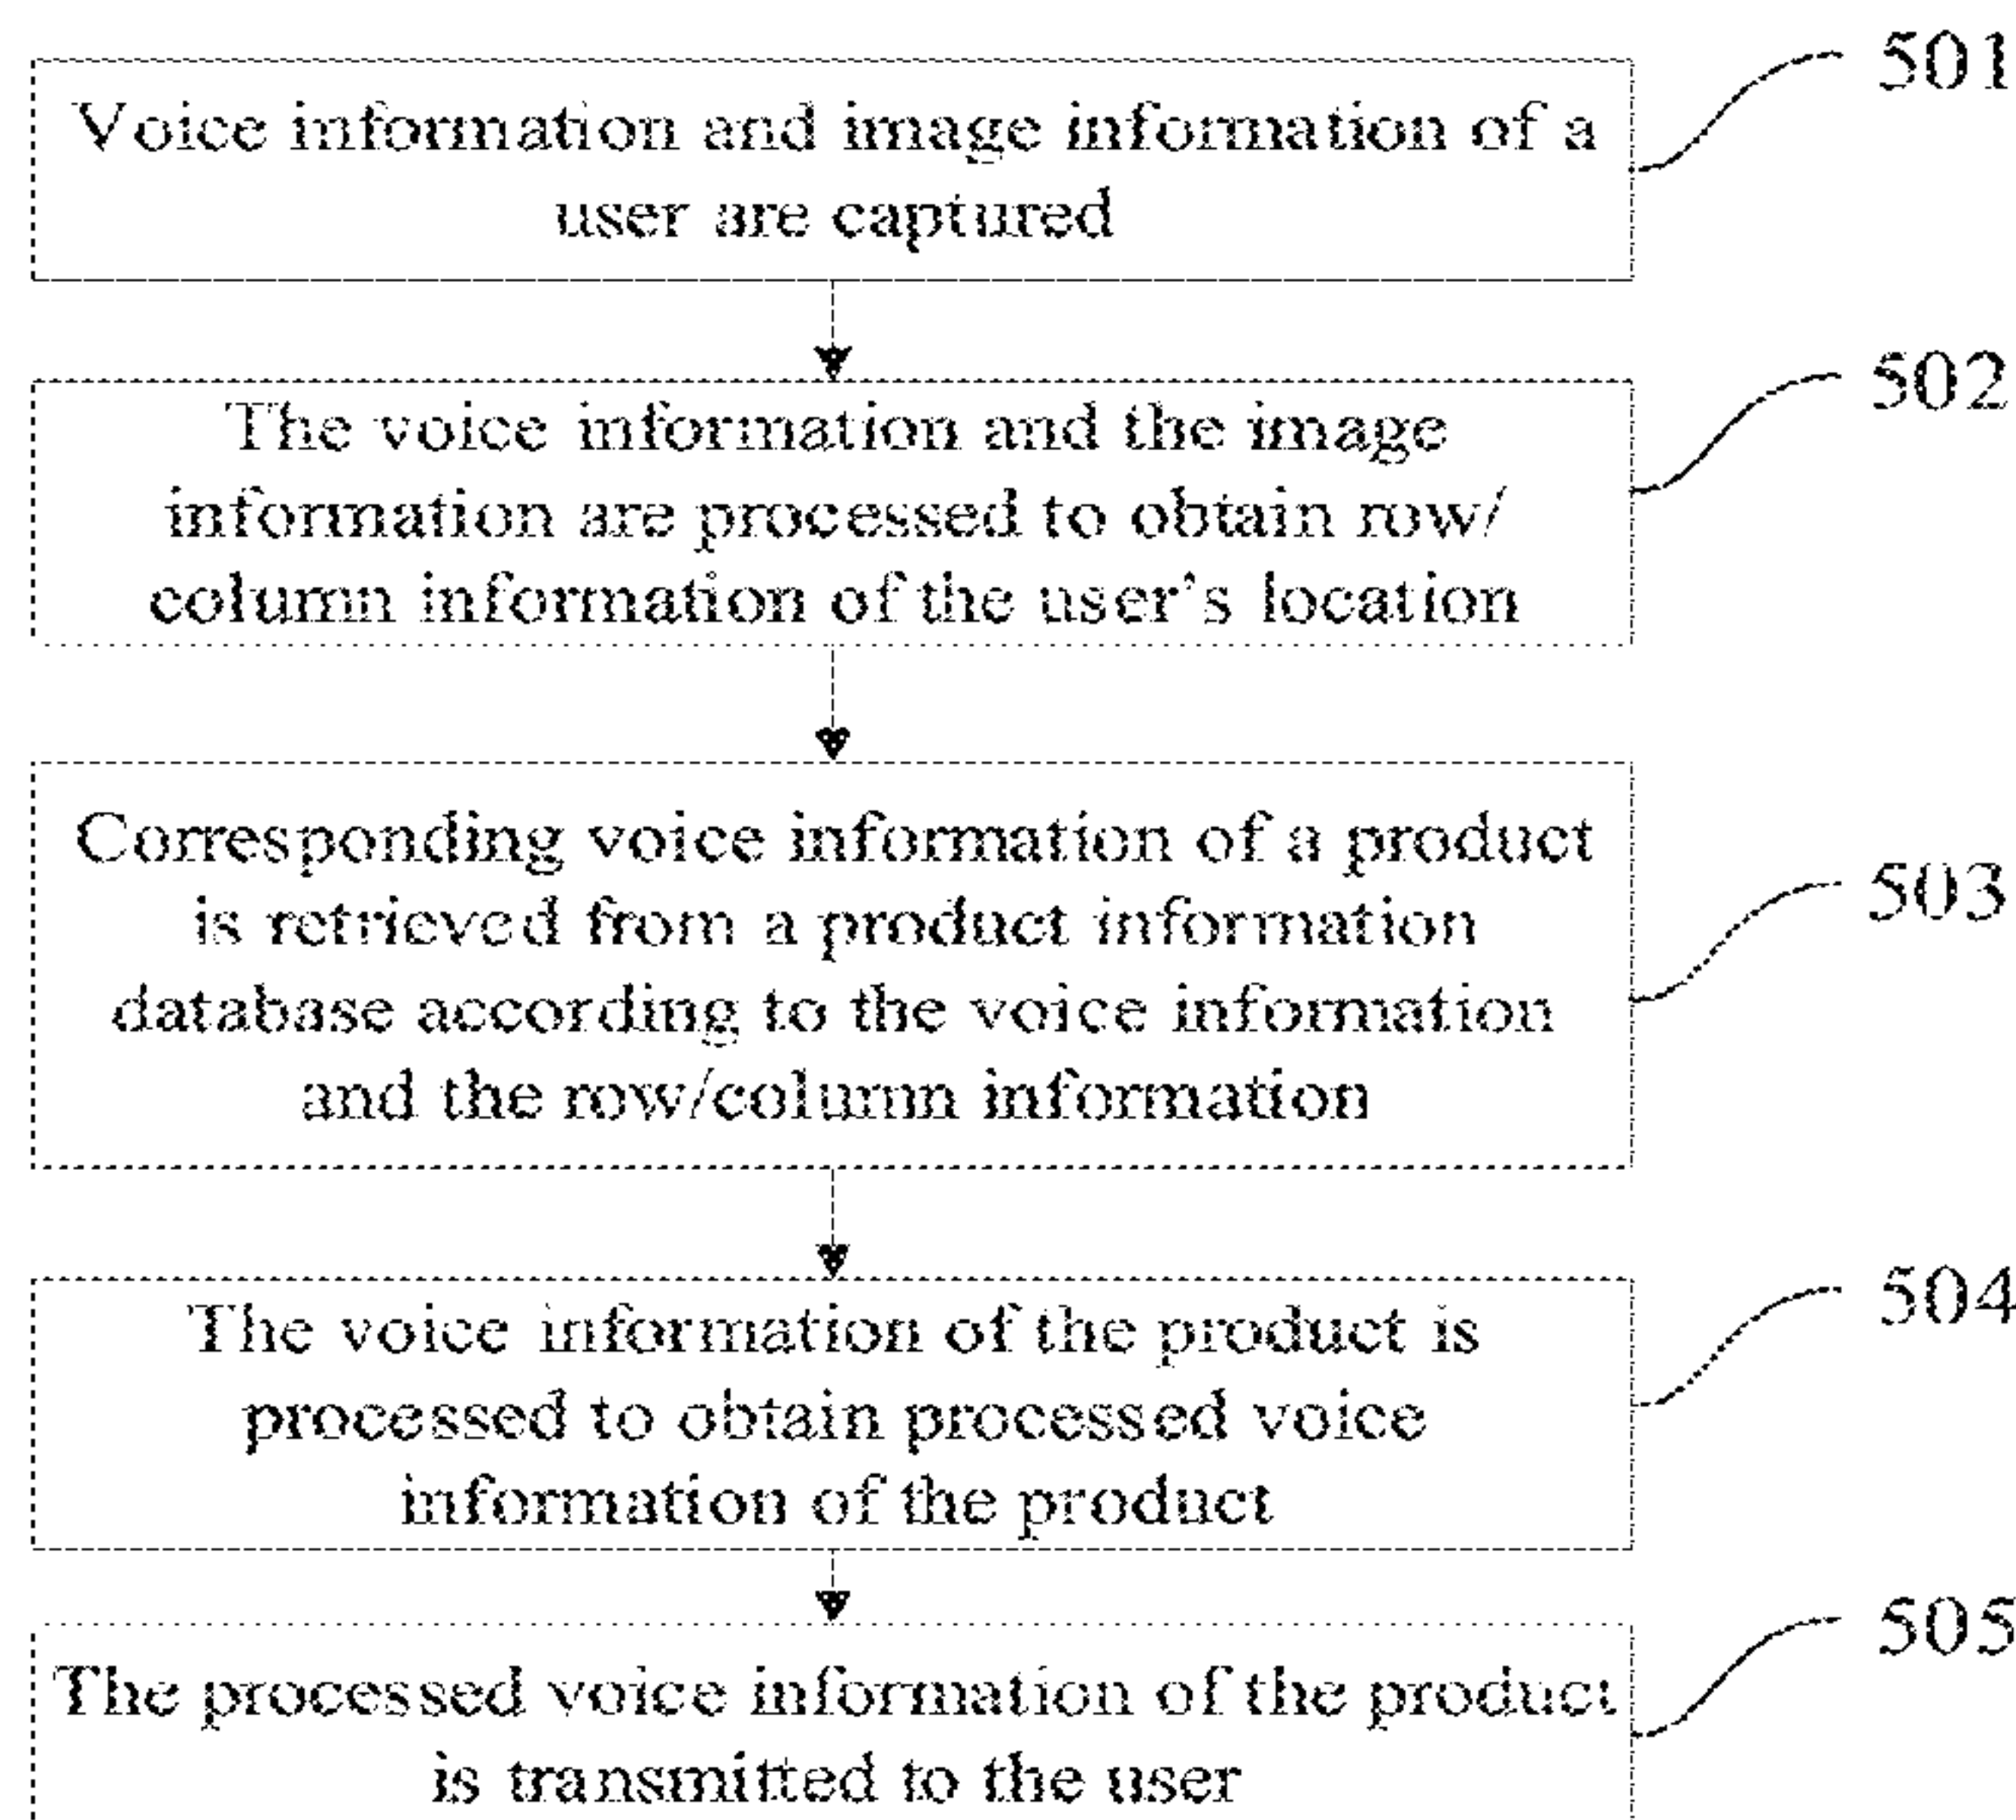 501
Voice information and image information of a
user are captured
502
The voice information and the image
information are processed to obtain row/
column information of the user's location
503
Corresponding voice information of a product
is retrieved from a product information
database according to the voice information
and the row/column information
504
The voice information of the product is
processed to obtain processed voice
information of the product
505
The processed voice information of the product
is transmitted to the user